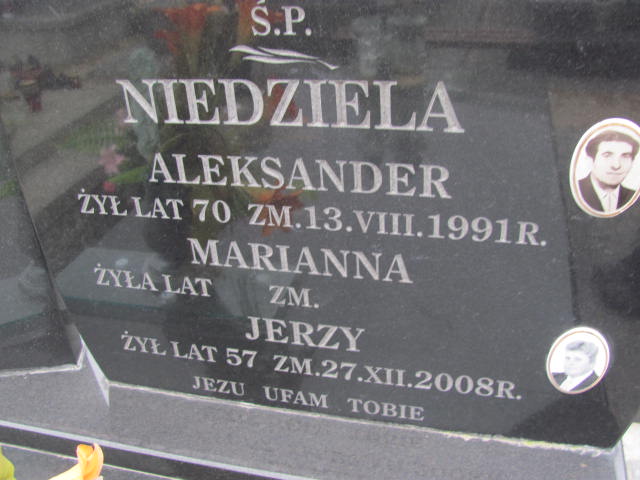 Ś.P.
NIEDZIELA
ALEKSANDER
ŻYŁ LAT 70 ZM.13.VIII.1991R.
MARIANNA
ŻYŁA LAT ZM.
JERZY
ŻYŁ LAT 57 ZM.27.XII.2008R.
JEZU UFAM TOBIE